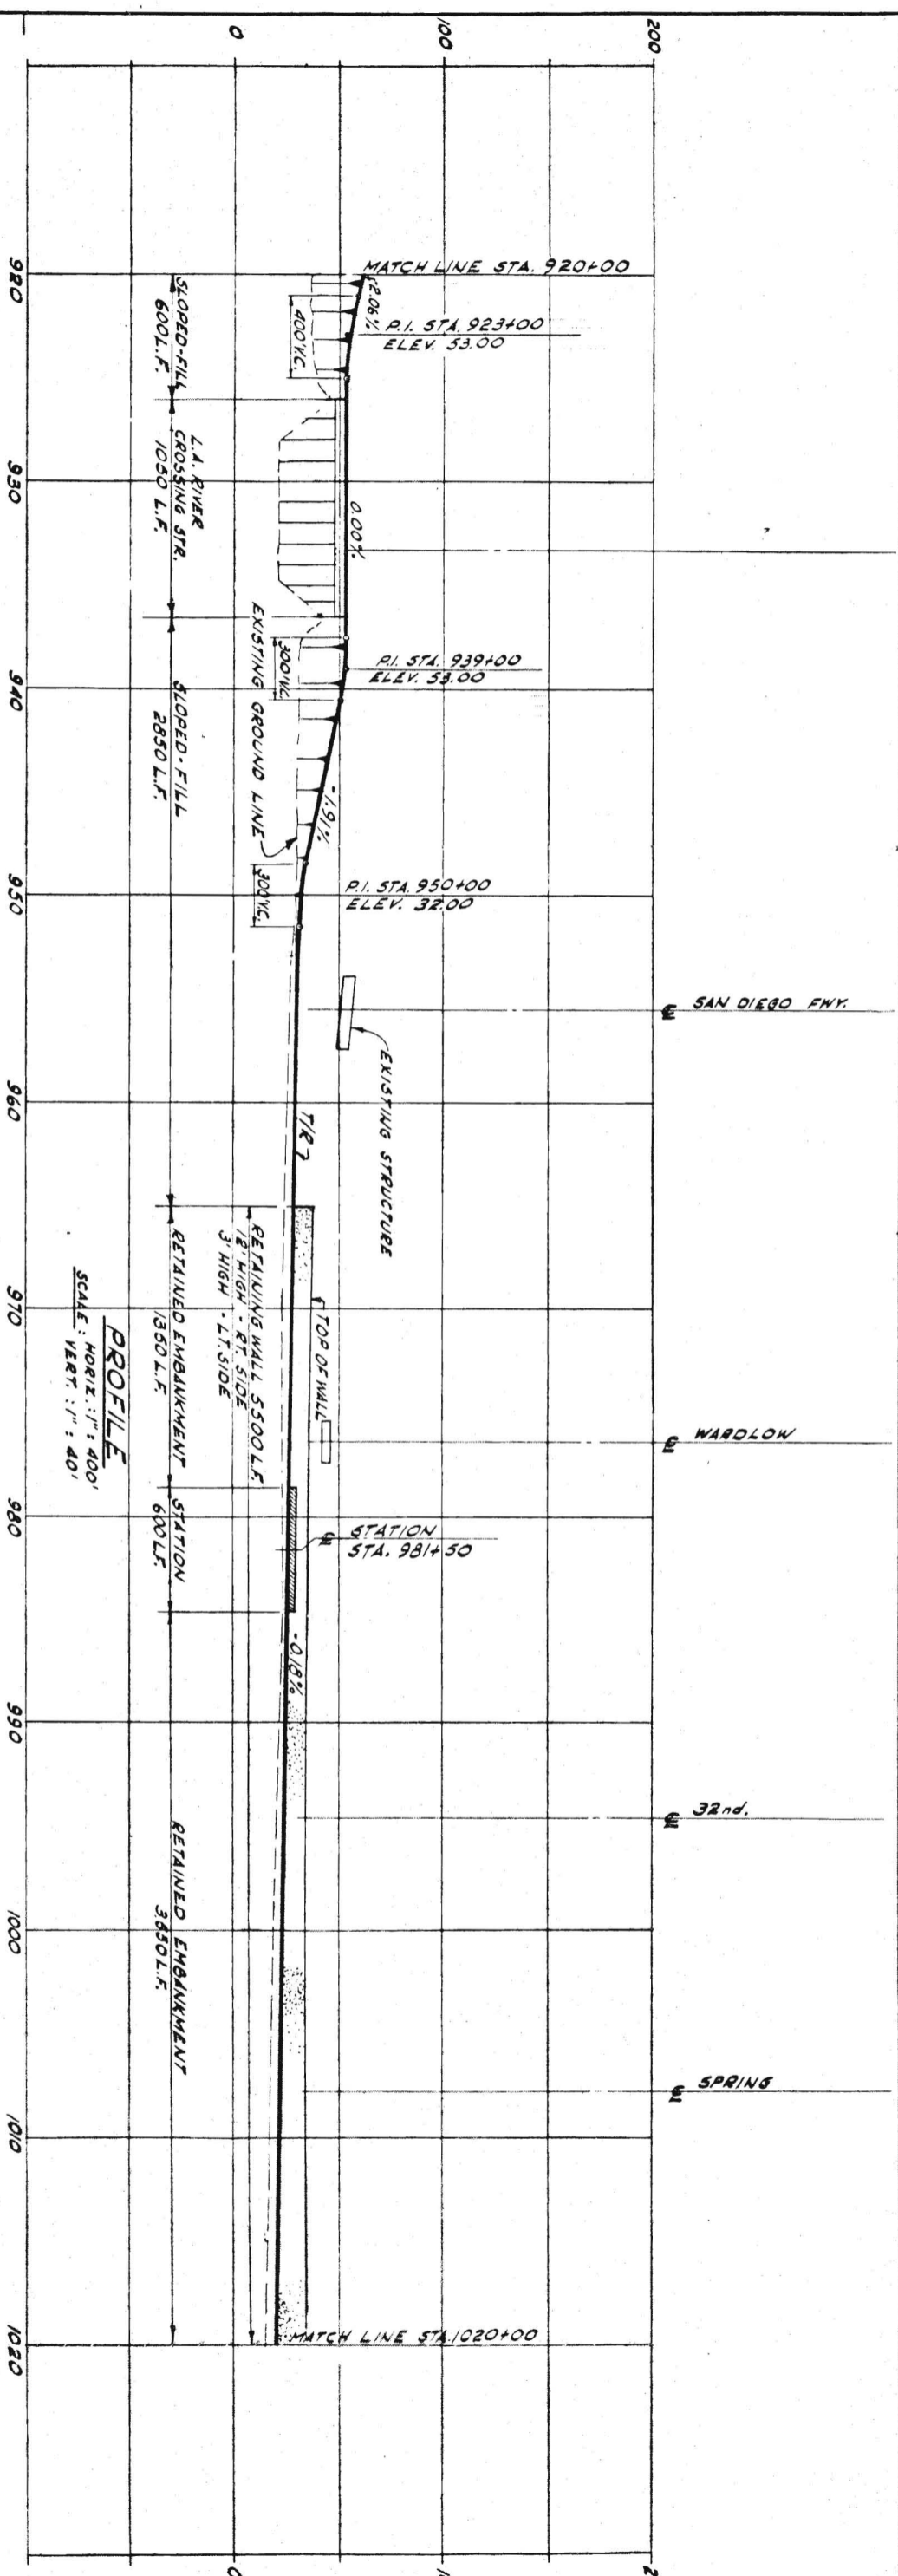 200
100
0
MATCH LINE STA. 920+00
-2.06%
P.I. STA. 923+00
ELEV. 53.00
400'V.C.
0.00%
P.I. STA. 939+00
ELEV. 53.00
300'V.C.
-1.91%
EXISTING GROUND LINE
P.I. STA. 950+00
ELEV. 32.00
300'V.C.
℄ SAN DIEGO FWY.
EXISTING STRUCTURE
T/R
TOP OF WALL
RETAINING WALL 5500 L.F.
12' HIGH - RT. SIDE
3' HIGH - LT. SIDE
℄ WARDLOW
℄ STATION
STA. 981+50
-0.18%
℄ 32nd.
℄ SPRING
MATCH LINE STA. 1020+00
SLOPED-FILL
600 L.F.
L.A. RIVER
CROSSING STR.
1050 L.F.
SLOPED-FILL
2850 L.F.
RETAINED EMBANKMENT
1350 L.F.
STATION
600 L.F.
RETAINED EMBANKMENT
3650 L.F.
920
930
940
950
960
970
980
990
1000
1010
1020
PROFILE
SCALE: HORIZ.: 1" = 400'
VERT.: 1" = 40'